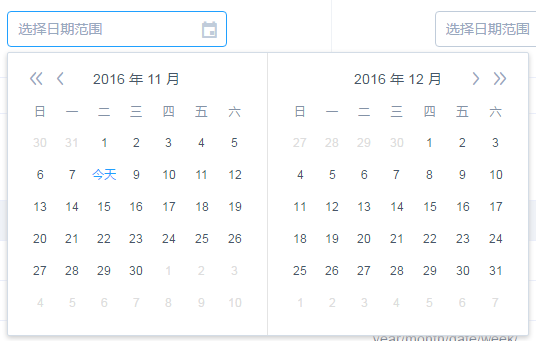 选择日期范围
选择日期范围
2016 年 11 月
日 一 二 三 四 五 六
30 31 1 2 3 4 5
6 7 今天 9 10 11 12
13 14 15 16 17 18 19
20 21 22 23 24 25 26
27 28 29 30 1 2 3
4 5 6 7 8 9 10
2016 年 12 月
日 一 二 三 四 五 六
27 28 29 30 1 2 3
4 5 6 7 8 9 10
11 12 13 14 15 16 17
18 19 20 21 22 23 24
25 26 27 28 29 30 31
1 2 3 4 5 6 7
year/month/date/week/